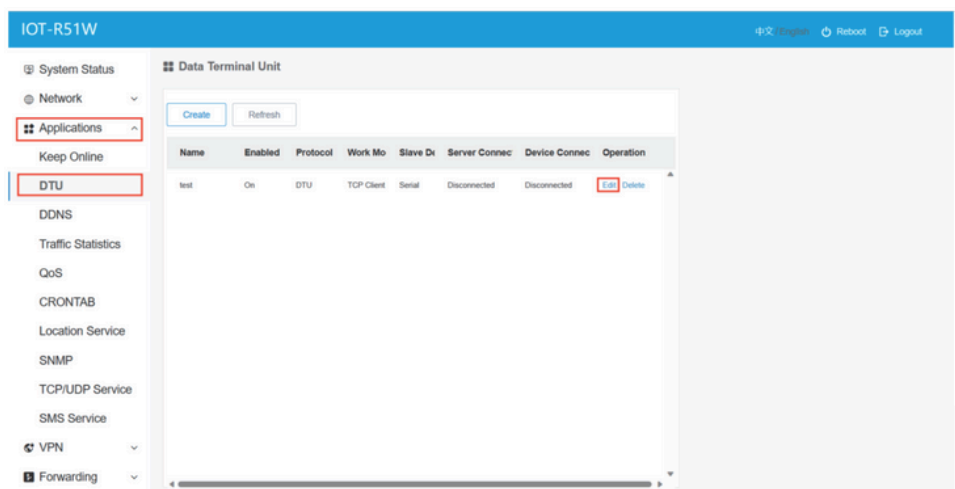 IOT-R51W
中文 /English Reboot Logout
System Status
Network
Applications
Keep Online
DTU
DDNS
Traffic Statistics
QoS
CRONTAB
Location Service
SNMP
TCP/UDP Service
SMS Service
VPN
Forwarding
Data Terminal Unit
Create Refresh
Name Enabled Protocol Work Mo Slave De Server Connec Device Connec Operation
test On DTU TCP Client Serial Disconnected Disconnected Edit Delete